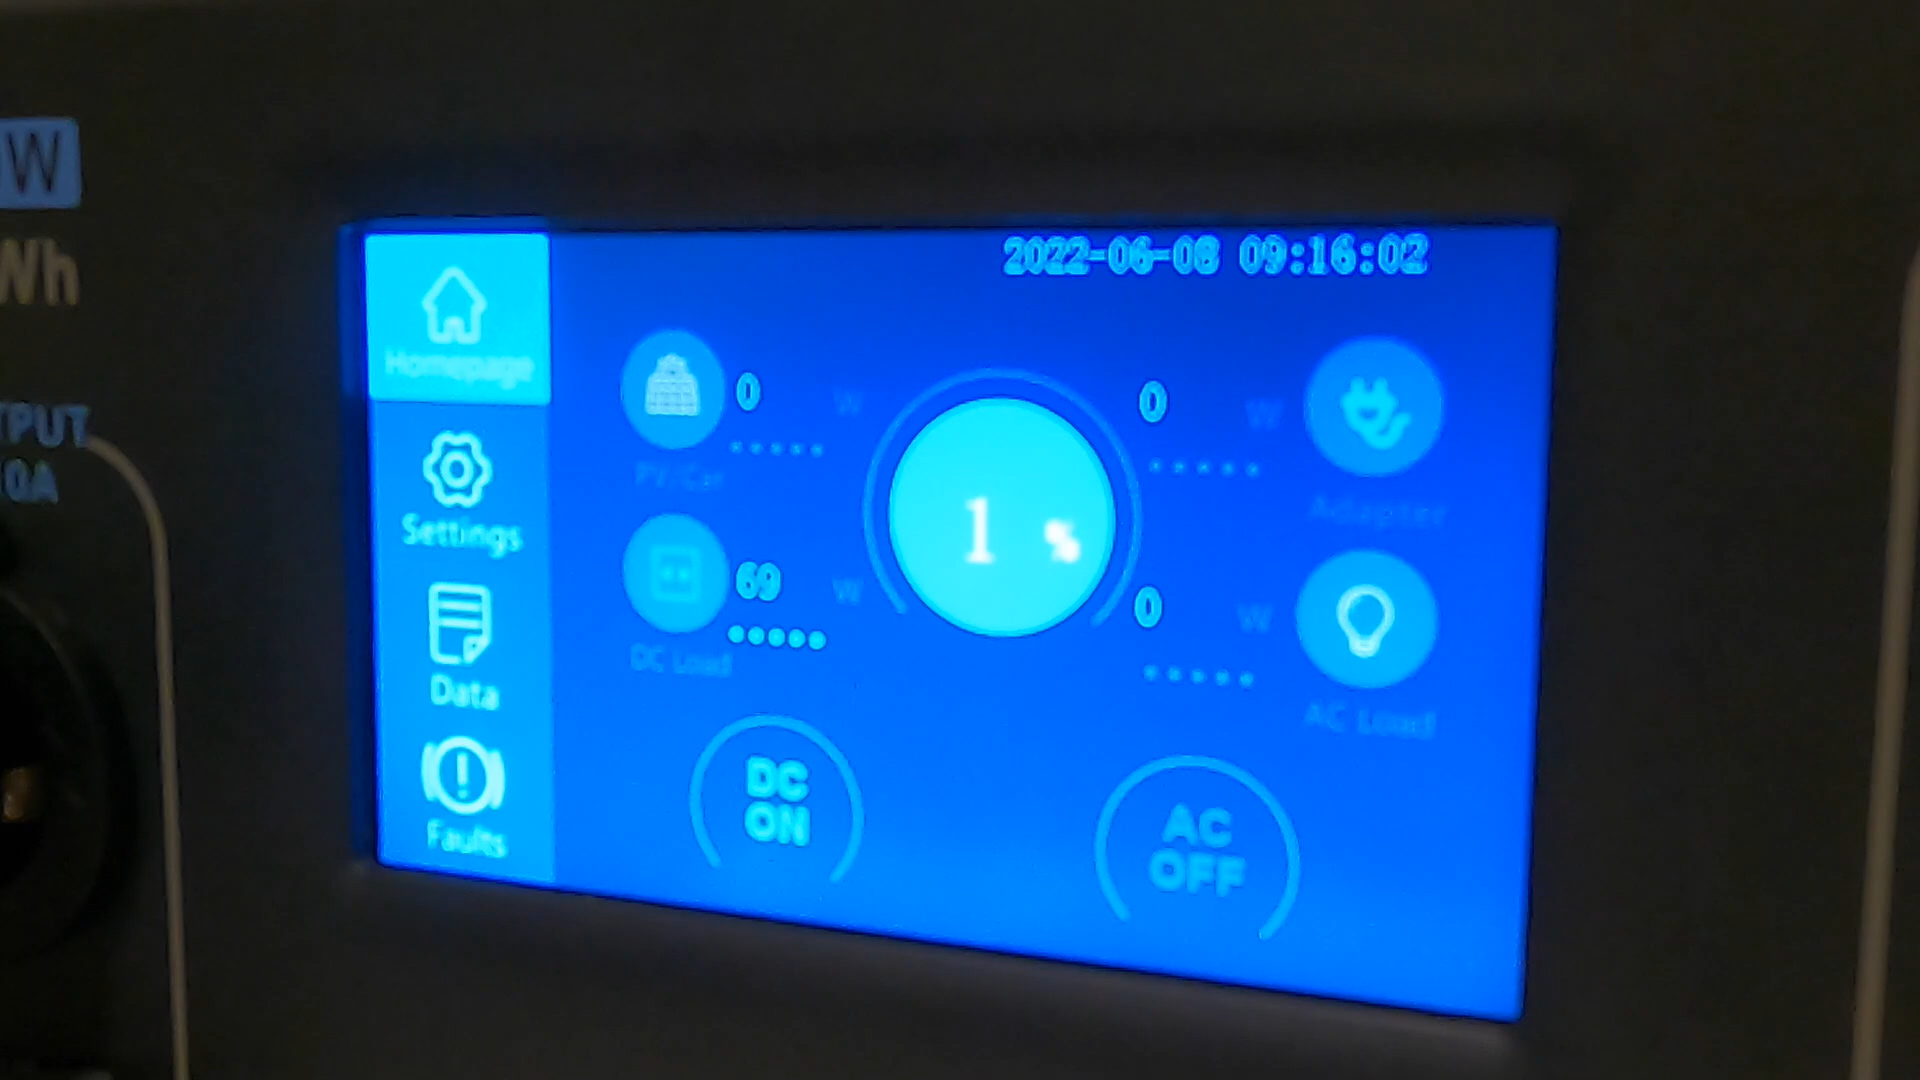 W
Wh
TPUT
0A
2022-06-08 09:16:02
Homepage
Settings
Data
Faults
0 W
PV/Car
69 W
DC Load
1 %
0 W
Adapter
0 W
AC Load
DC
ON
AC
OFF